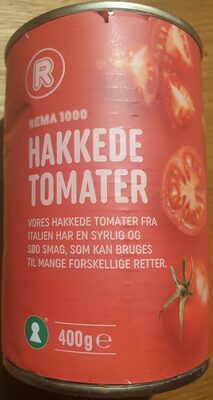 R
REMA 1000
HAKKEDE
TOMATER
VORES HAKKEDE TOMATER FRA
ITALIEN HAR EN SYRLIG OG
SØD SMAG, SOM KAN BRUGES
TIL MANGE FORSKELLIGE RETTER.
400g ℮